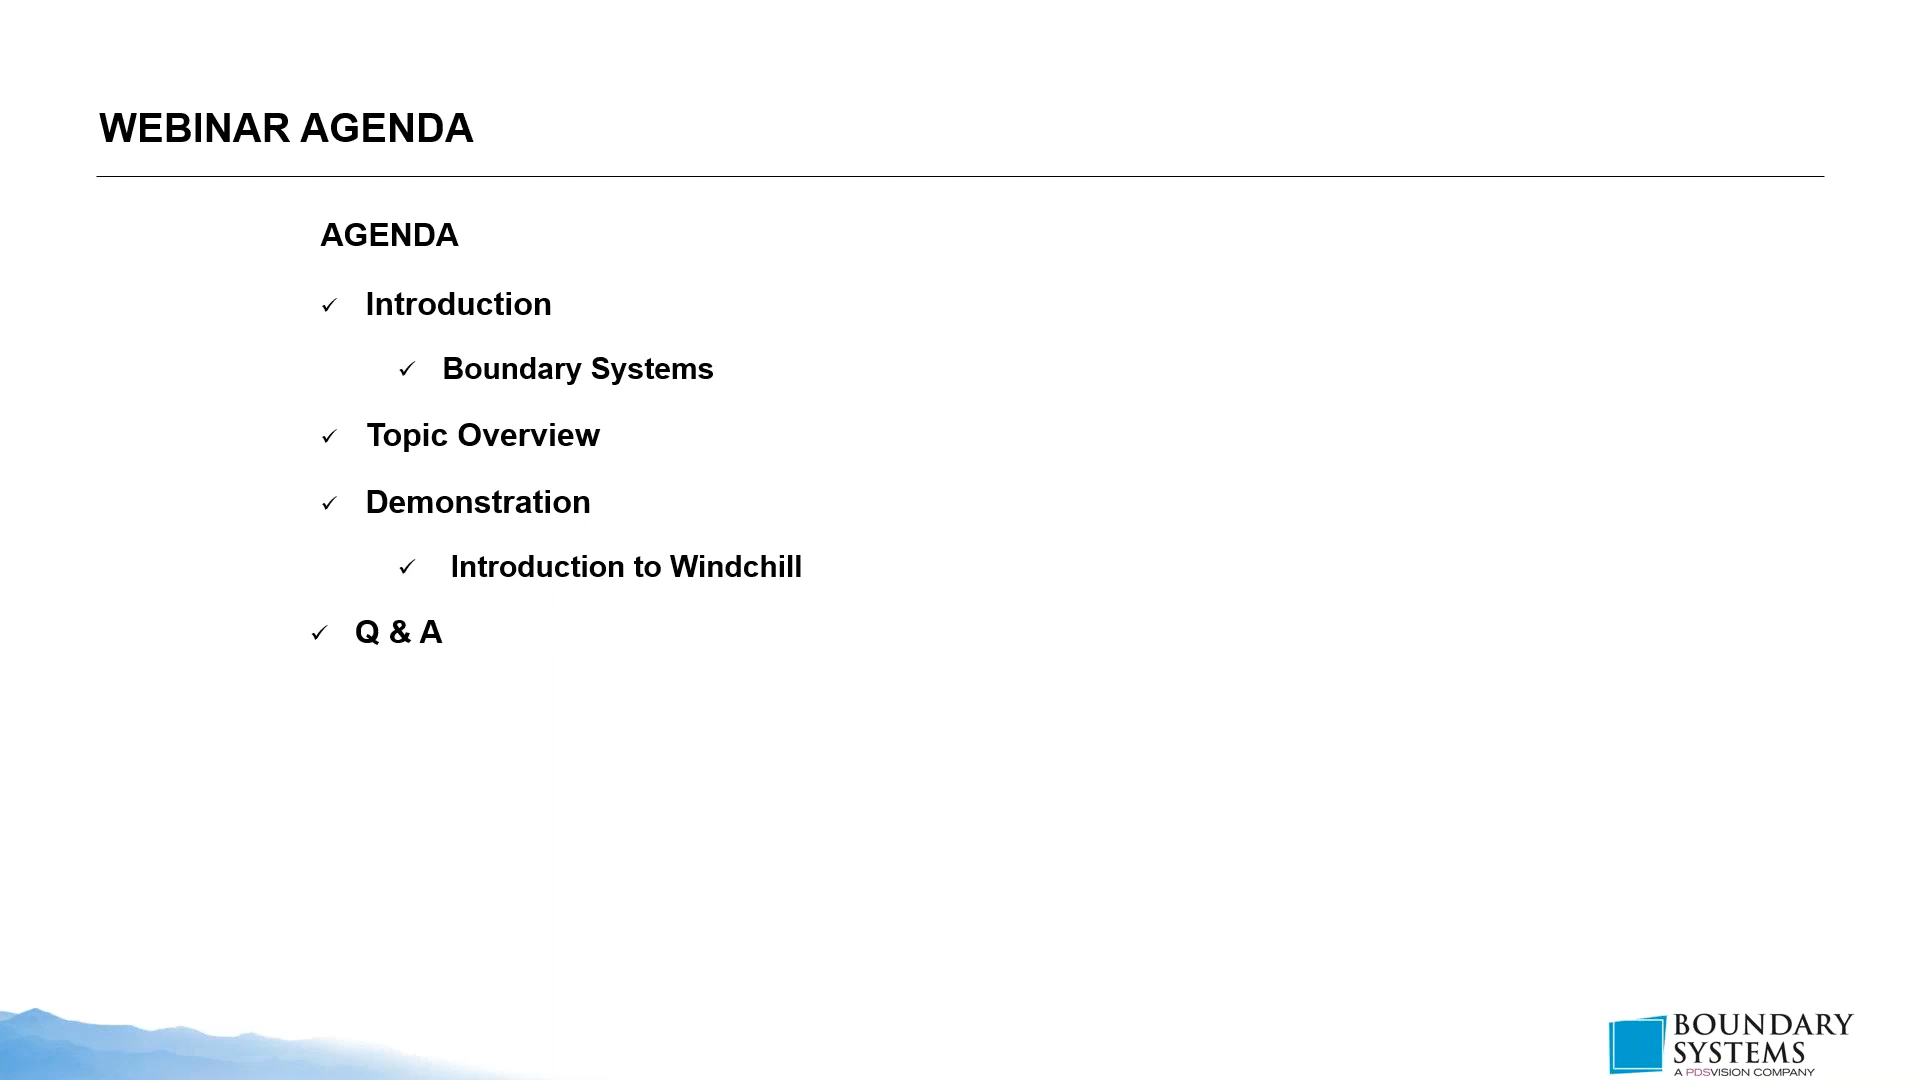 WEBINAR AGENDA
AGENDA
✓ Introduction
✓ Boundary Systems
✓ Topic Overview
✓ Demonstration
✓ Introduction to Windchill
✓ Q & A
BOUNDARY
SYSTEMS
A PDSVISION COMPANY